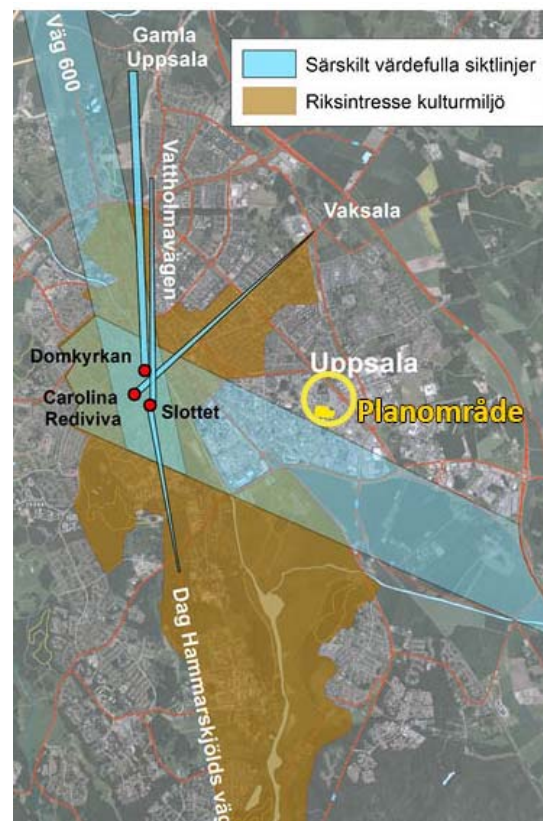 Väg 600
Gamla
Uppsala
Särskilt värdefulla siktlinjer
Riksintresse kulturmiljö
Vattholmavägen
Vaksala
Domkyrkan
Uppsala
Carolina
Rediviva
Slottet
Planområde
Dag Hammarskjölds väg